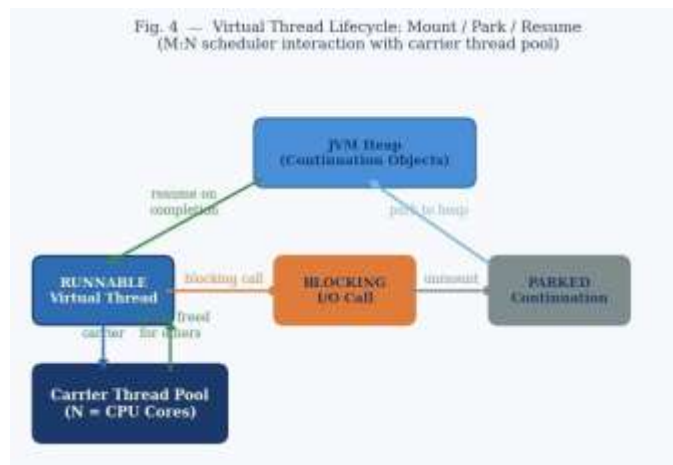 Fig. 4 — Virtual Thread Lifecycle: Mount / Park / Resume
(M:N scheduler interaction with carrier thread pool)
JVM Heap
(Continuation Objects)
resume on
completion
park to heap
RUNNABLE
Virtual Thread
blocking call
BLOCKING
I/O Call
unmount
PARKED
Continuation
carrier
freed
for others
Carrier Thread Pool
(N = CPU Cores)